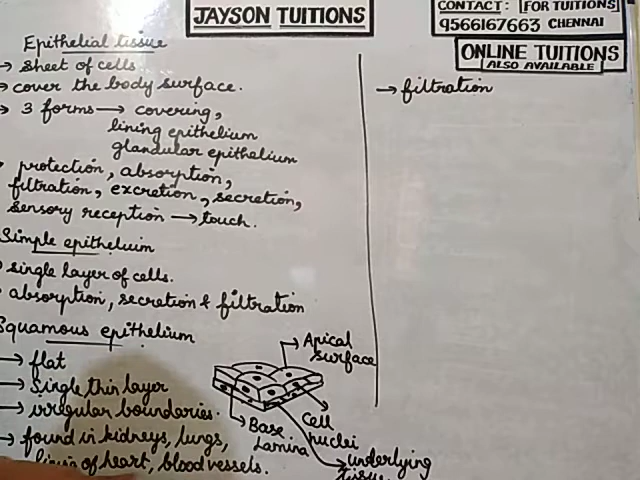 JAYSON TUITIONS
CONTACT: FOR TUITIONS
9566167663 CHENNAI
ONLINE TUITIONS
ALSO AVAILABLE
Epithelial tissue
→ sheet of cells
→ cover the body surface.
→ 3 forms → covering,
lining epithelium
glandular epithelium
protection, absorption,
filtration, excretion, secretion,
sensory reception → touch.
Simple epitheluim
single layer of cells.
absorption, secretion & filtration
Squamous epithelium
→ flat
→ Single thin layer
→ irregular boundaries.
→ found in kidneys, lungs,
of heart, blood vessels.
Apical
surface
Cell
nuclei
Base
Lamina
underlying
tissue
→ filtration